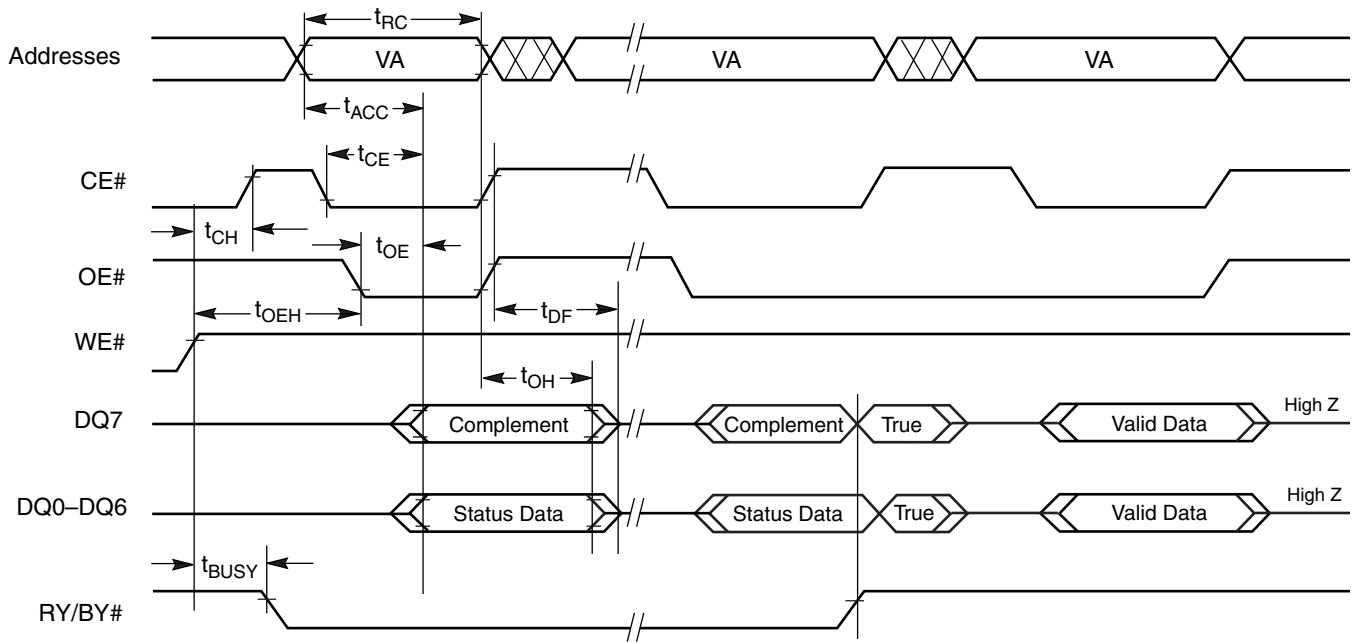 tRC
Addresses VA VA VA
tACC
tCE
CE#
tCH tOE
OE#
tOEH tDF
WE#
tOH
DQ7 Complement Complement True Valid Data High Z
DQ0–DQ6 Status Data Status Data True Valid Data High Z
tBUSY
RY/BY#